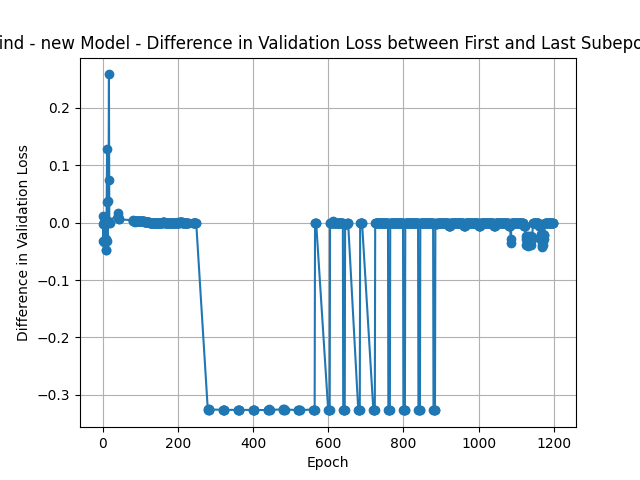 ind - new Model - Difference in Validation Loss between First and Last Subepo
0.2
0.1
0.0
−0.1
−0.2
−0.3
Difference in Validation Loss
0 200 400 600 800 1000 1200
Epoch